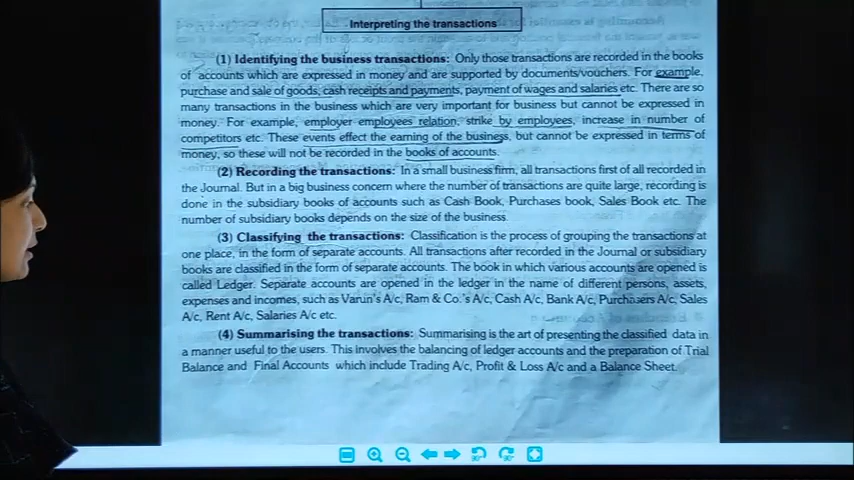 Interpreting the transactions
(1) Identifying the business transactions: Only those transactions are recorded in the books
of accounts which are expressed in money and are supported by documents/vouchers. For example,
purchase and sale of goods, cash receipts and payments, payment of wages and salaries etc. There are so
many transactions in the business which are very important for business but cannot be expressed in
money. For example, employer employees relation, strike by employees, increase in number of
competitors etc. These events effect the earning of the business, but cannot be expressed in terms of
money, so these will not be recorded in the books of accounts.
(2) Recording the transactions: In a small business firm, all transactions first of all recorded in
the Journal. But in a big business concern where the number of transactions are quite large, recording is
done in the subsidiary books of accounts such as Cash Book, Purchases book, Sales Book etc. The
number of subsidiary books depends on the size of the business.
(3) Classifying the transactions: Classification is the process of grouping the transactions at
one place, in the form of separate accounts. All transactions after recorded in the Journal or subsidiary
books are classified in the form of separate accounts. The book in which various accounts are opened is
called Ledger. Separate accounts are opened in the ledger in the name of different persons, assets,
expenses and incomes, such as Varun's A/c, Ram & Co.'s A/c, Cash A/c, Bank A/c, Purchasers A/c, Sales
A/c, Rent A/c, Salaries A/c etc.
(4) Summarising the transactions: Summarising is the art of presenting the classified data in
a manner useful to the users. This involves the balancing of ledger accounts and the preparation of Trial
Balance and Final Accounts which include Trading A/c, Profit & Loss A/c and a Balance Sheet.